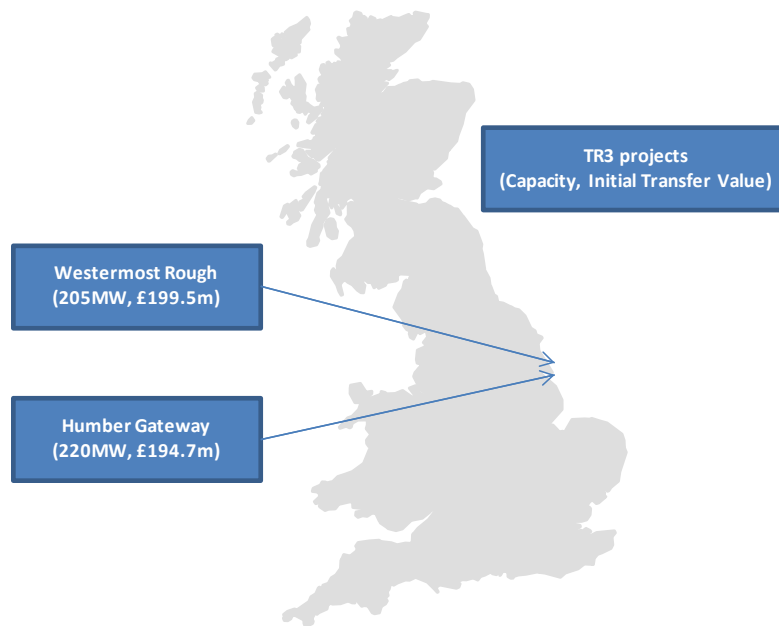 TR3 projects
(Capacity, Initial Transfer Value)
Westermost Rough
(205MW, £199.5m)
Humber Gateway
(220MW, £194.7m)